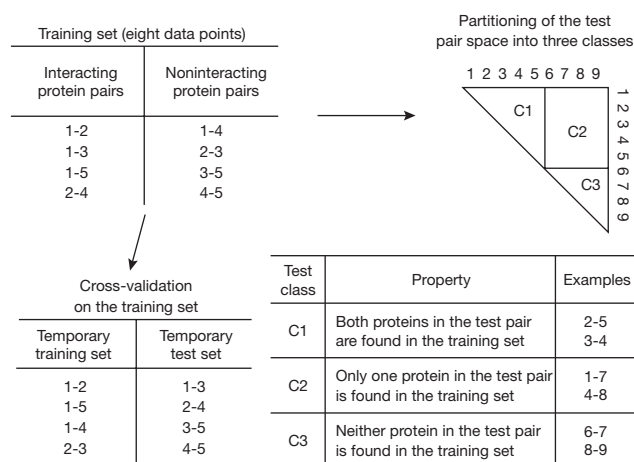 Training set (eight data points)
Interacting protein pairs
Noninteracting protein pairs
1-2 1-4
1-3 2-3
1-5 3-5
2-4 4-5
Partitioning of the test
pair space into three classes
1 2 3 4 5 6 7 8 9
C1
C2
C3
1 2 3 4 5 6 7 8 9
Cross-validation
on the training set
Temporary training set
Temporary test set
1-2 1-3
1-5 2-4
1-4 3-5
2-3 4-5
Test class
Property
Examples
C1
Both proteins in the test pair
are found in the training set
2-5
3-4
C2
Only one protein in the test pair
is found in the training set
1-7
4-8
C3
Neither protein in the test pair
is found in the training set
6-7
8-9